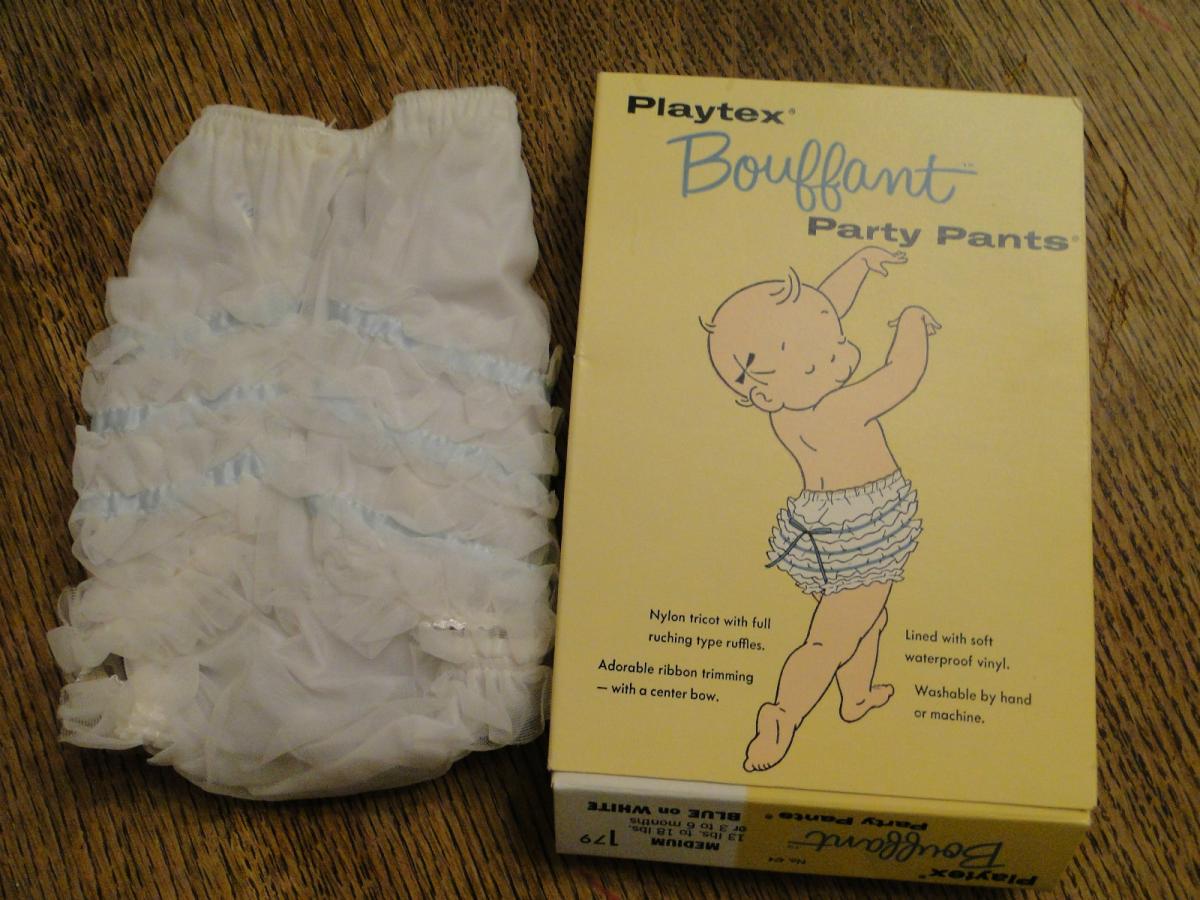 Playtex®
Bouffant™
Party Pants®
Nylon tricot with full
ruching type ruffles.
Adorable ribbon trimming
— with a center bow.
Lined with soft
waterproof vinyl.
Washable by hand
or machine.
Playtex®
Bouffant™
Party Pants®
MEDIUM
13 lbs. to 18 lbs.
or 3 to 6 months
BLUE on WHITE
179